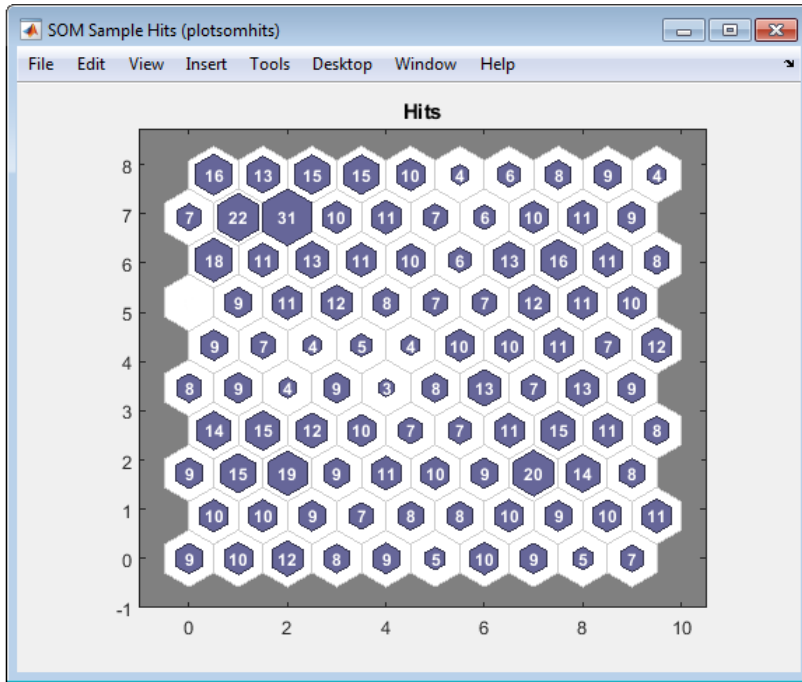 SOM Sample Hits (plotsomhits)
File Edit View Insert Tools Desktop Window Help
Hits
8 16 13 15 15 10 4 6 8 9 4
7 7 22 31 10 11 7 6 10 11 9
6 18 11 13 11 10 6 13 16 11 8
5 9 11 12 8 7 7 12 11 10
4 9 7 4 5 4 10 10 11 7 12
3 8 9 4 9 3 8 13 7 13 9
2 14 15 12 10 7 7 11 15 11 8
9 15 19 9 11 10 9 20 14 8
1 10 10 9 7 8 8 10 9 10 11
0 9 10 12 8 9 5 10 9 5 7
-1
0 2 4 6 8 10